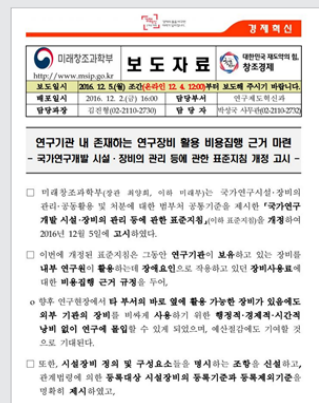 경제혁신
미래창조과학부
http://www.msip.go.kr
보 도 자 료
대한민국 재도약의 힘,
창조경제
보도일시 2016. 12. 5.(월) 조간(온라인 12. 4. 12:00)부터 보도해 주시기 바랍니다.
배포일시 2016. 12. 2.(금) 16:00 담당부서 연구제도혁신과
담당과장 김진형(02-2110-2730) 담 당 자 박성국 사무관(02-2110-2732)
연구기관 내 존재하는 연구장비 활용 비용집행 근거 마련
- 국가연구개발 시설·장비의 관리 등에 관한 표준지침 개정 고시 -
□ 미래창조과학부(장관 최양희, 이하 미래부)는 국가연구시설·장비의
관리·공동활용 및 처분에 대한 범부처 공통기준을 제시한 「국가연구
개발 시설·장비의 관리 등에 관한 표준지침」(이하 표준지침)을 개정하여
2016년 12월 5일에 고시하였다.
□ 이번에 개정된 표준지침은 그동안 연구기관이 보유하고 있는 장비를
내부 연구원이 활용하는데 장애요인으로 작용하고 있던 장비사용료에
대한 비용집행 근거 규정을 두어,
ㅇ 향후 연구현장에서 타 부서의 바로 옆에 활용 가능한 장비가 있음에도
외부 기관의 장비를 비싸게 사용하기 위한 행정적·경제적·시간적
낭비 없이 연구에 몰입할 수 있게 되었으며, 예산절감에도 기여할 것
으로 기대된다.
□ 또한, 시설장비 정의 및 구성요소들을 명시하는 조항을 신설하고,
관계법령에 의한 등록대상 시설장비의 등록기준과 등록제외기준을
명확히 제시하였고,